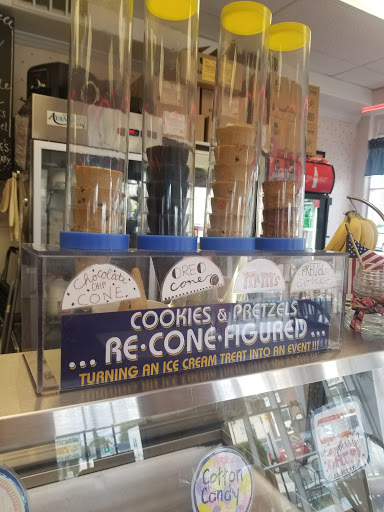 Chocolate
Chip
CONE
OREO
Cone
PRETZEL
COOKIES & PRETZELS
... RE•CONE•FIGURED ...
TURNING AN ICE CREAM TREAT INTO AN EVENT!!!
Cotton
Candy